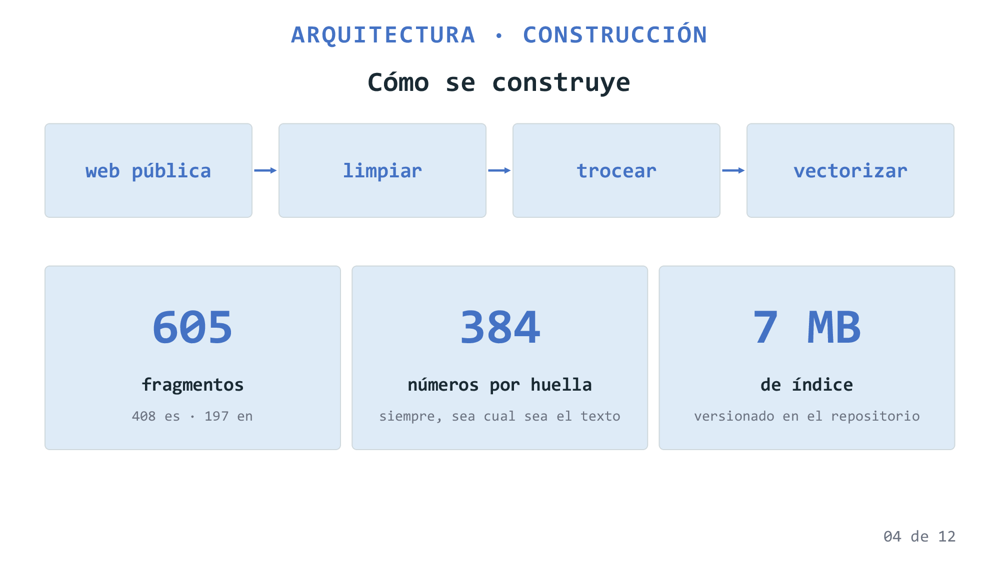 ARQUITECTURA · CONSTRUCCIÓN
Cómo se construye
web pública
limpiar
trocear
vectorizar
605
fragmentos
408 es · 197 en
384
números por huella
siempre, sea cual sea el texto
7 MB
de índice
versionado en el repositorio
04 de 12